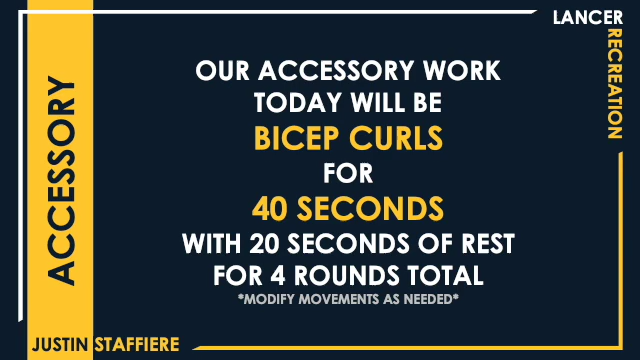 LANCER
RECREATION
ACCESSORY
OUR ACCESSORY WORK
TODAY WILL BE
BICEP CURLS
FOR
40 SECONDS
WITH 20 SECONDS OF REST
FOR 4 ROUNDS TOTAL
*MODIFY MOVEMENTS AS NEEDED*
JUSTIN STAFFIERE